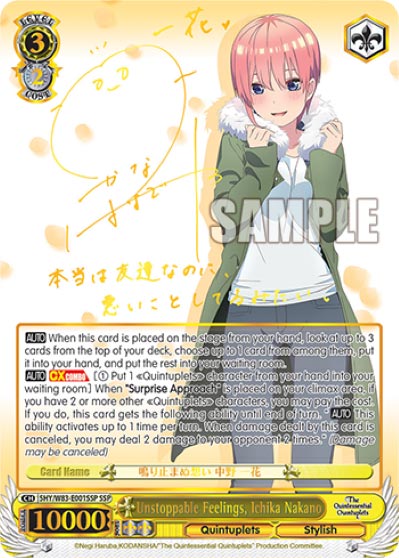 LEVEL
3
2
COST
一花
SAMPLE
本当は友達なのに、
悪いことしてるみたい
AUTO When this card is placed on the stage from your hand, look at up to 3
cards from the top of your deck, choose up to 1 card from among them, put
it into your hand, and put the rest into your waiting room.
AUTO CX COMBO [① Put 1 «Quintuplets» character from your hand into your
waiting room] When "Surprise Approach" is placed on your climax area, if
you have 2 or more other «Quintuplets» characters, you may pay the cost.
If you do, this card gets the following ability until end of turn. "AUTO This
ability activates up to 1 time per turn. When damage dealt by this card is
canceled, you may deal 2 damage to your opponent 2 times." (Damage
may be canceled)
Card Name
鳴り止まぬ想い 中野 一花
CH 5HY/W83-E001SSP SSP
Unstoppable Feelings, Ichika Nakano
The Quintessential Quintuplets
10000
Quintuplets
Stylish
©Negi Haruba,KODANSHA/"The Quintessential Quintuplets" Production Committee